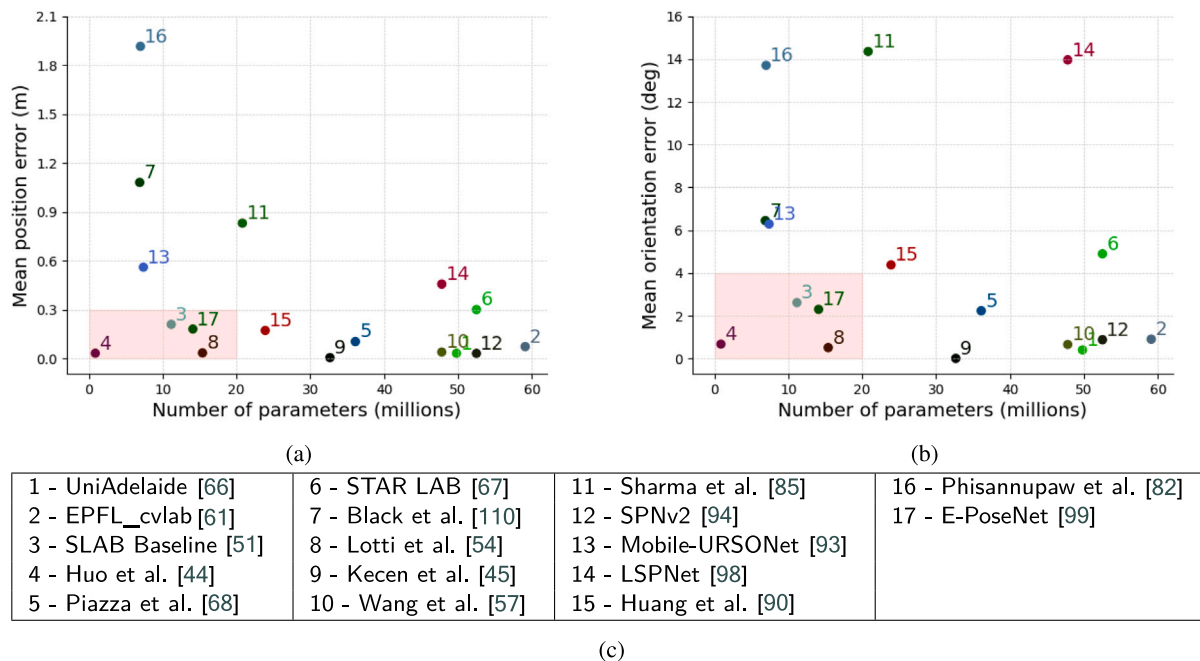 2.1
1.8
1.5
1.2
0.9
0.6
0.3
0.0
Mean position error (m)
16
7
11
13
14
6
3
17
15
5
4
8
9
10
1
12
2
0 10 20 30 40 50 60
Number of parameters (millions)
(a)
16
14
12
10
8
6
4
2
0
Mean orientation error (deg)
11
14
16
7
13
15
6
3
17
5
4
8
9
10
1
12
2
0 10 20 30 40 50 60
Number of parameters (millions)
(b)
1 - UniAdelaide [66]
2 - EPFL_cvlab [61]
3 - SLAB Baseline [51]
4 - Huo et al. [44]
5 - Piazza et al. [68]
6 - STAR LAB [67]
7 - Black et al. [110]
8 - Lotti et al. [54]
9 - Kecen et al. [45]
10 - Wang et al. [57]
11 - Sharma et al. [85]
12 - SPNv2 [94]
13 - Mobile-URSONet [93]
14 - LSPNet [98]
15 - Huang et al. [90]
16 - Phisannupaw et al. [82]
17 - E-PoseNet [99]
(c)